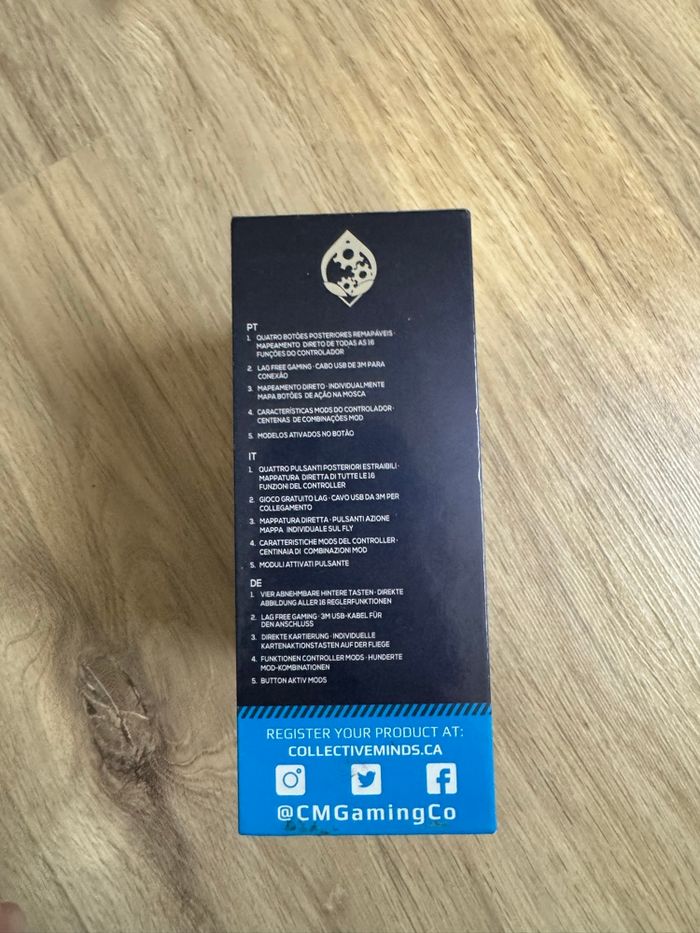 PT
1. QUATRO BOTÕES POSTERIORES REMAPÁVEIS ·
MAPEAMENTO DIRETO DE TODAS AS 16
FUNÇÕES DO CONTROLADOR
2. LAG FREE GAMING · CABO USB DE 3M PARA
CONEXÃO
3. MAPEAMENTO DIRETO · INDIVIDUALMENTE
MAPA BOTÕES DE AÇÃO NA MOSCA
4. CARACTERÍSTICAS MODS DO CONTROLADOR ·
CENTENAS DE COMBINAÇÕES MOD
5. MODELOS ATIVADOS NO BOTÃO
IT
1. QUATTRO PULSANTI POSTERIORI ESTRAIBILI ·
MAPPATURA DIRETTA DI TUTTE LE 16
FUNZIONI DEL CONTROLLER
2. GIOCO GRATUITO LAG · CAVO USB DA 3M PER
COLLEGAMENTO
3. MAPPATURA DIRETTA · PULSANTI AZIONE
MAPPA INDIVIDUALE SUL FLY
4. CARATTERISTICHE MODS DEL CONTROLLER ·
CENTINAIA DI COMBINAZIONI MOD
5. MODULI ATTIVATI PULSANTE
DE
1. VIER ABNEHMBARE HINTERE TASTEN · DIREKTE
ABBILDUNG ALLER 16 REGLERFUNKTIONEN
2. LAG FREE GAMING · 3M USB-KABEL FÜR
DEN ANSCHLUSS
3. DIREKTE KARTIERUNG · INDIVIDUELLE
KARTENAKTIONSTASTEN AUF DER FLIEGE
4. FUNKTIONEN CONTROLLER MODS · HUNDERTE
MOD-KOMBINATIONEN
5. BUTTON AKTIV MODS
REGISTER YOUR PRODUCT AT:
COLLECTIVEMINDS.CA
@CMGamingCo